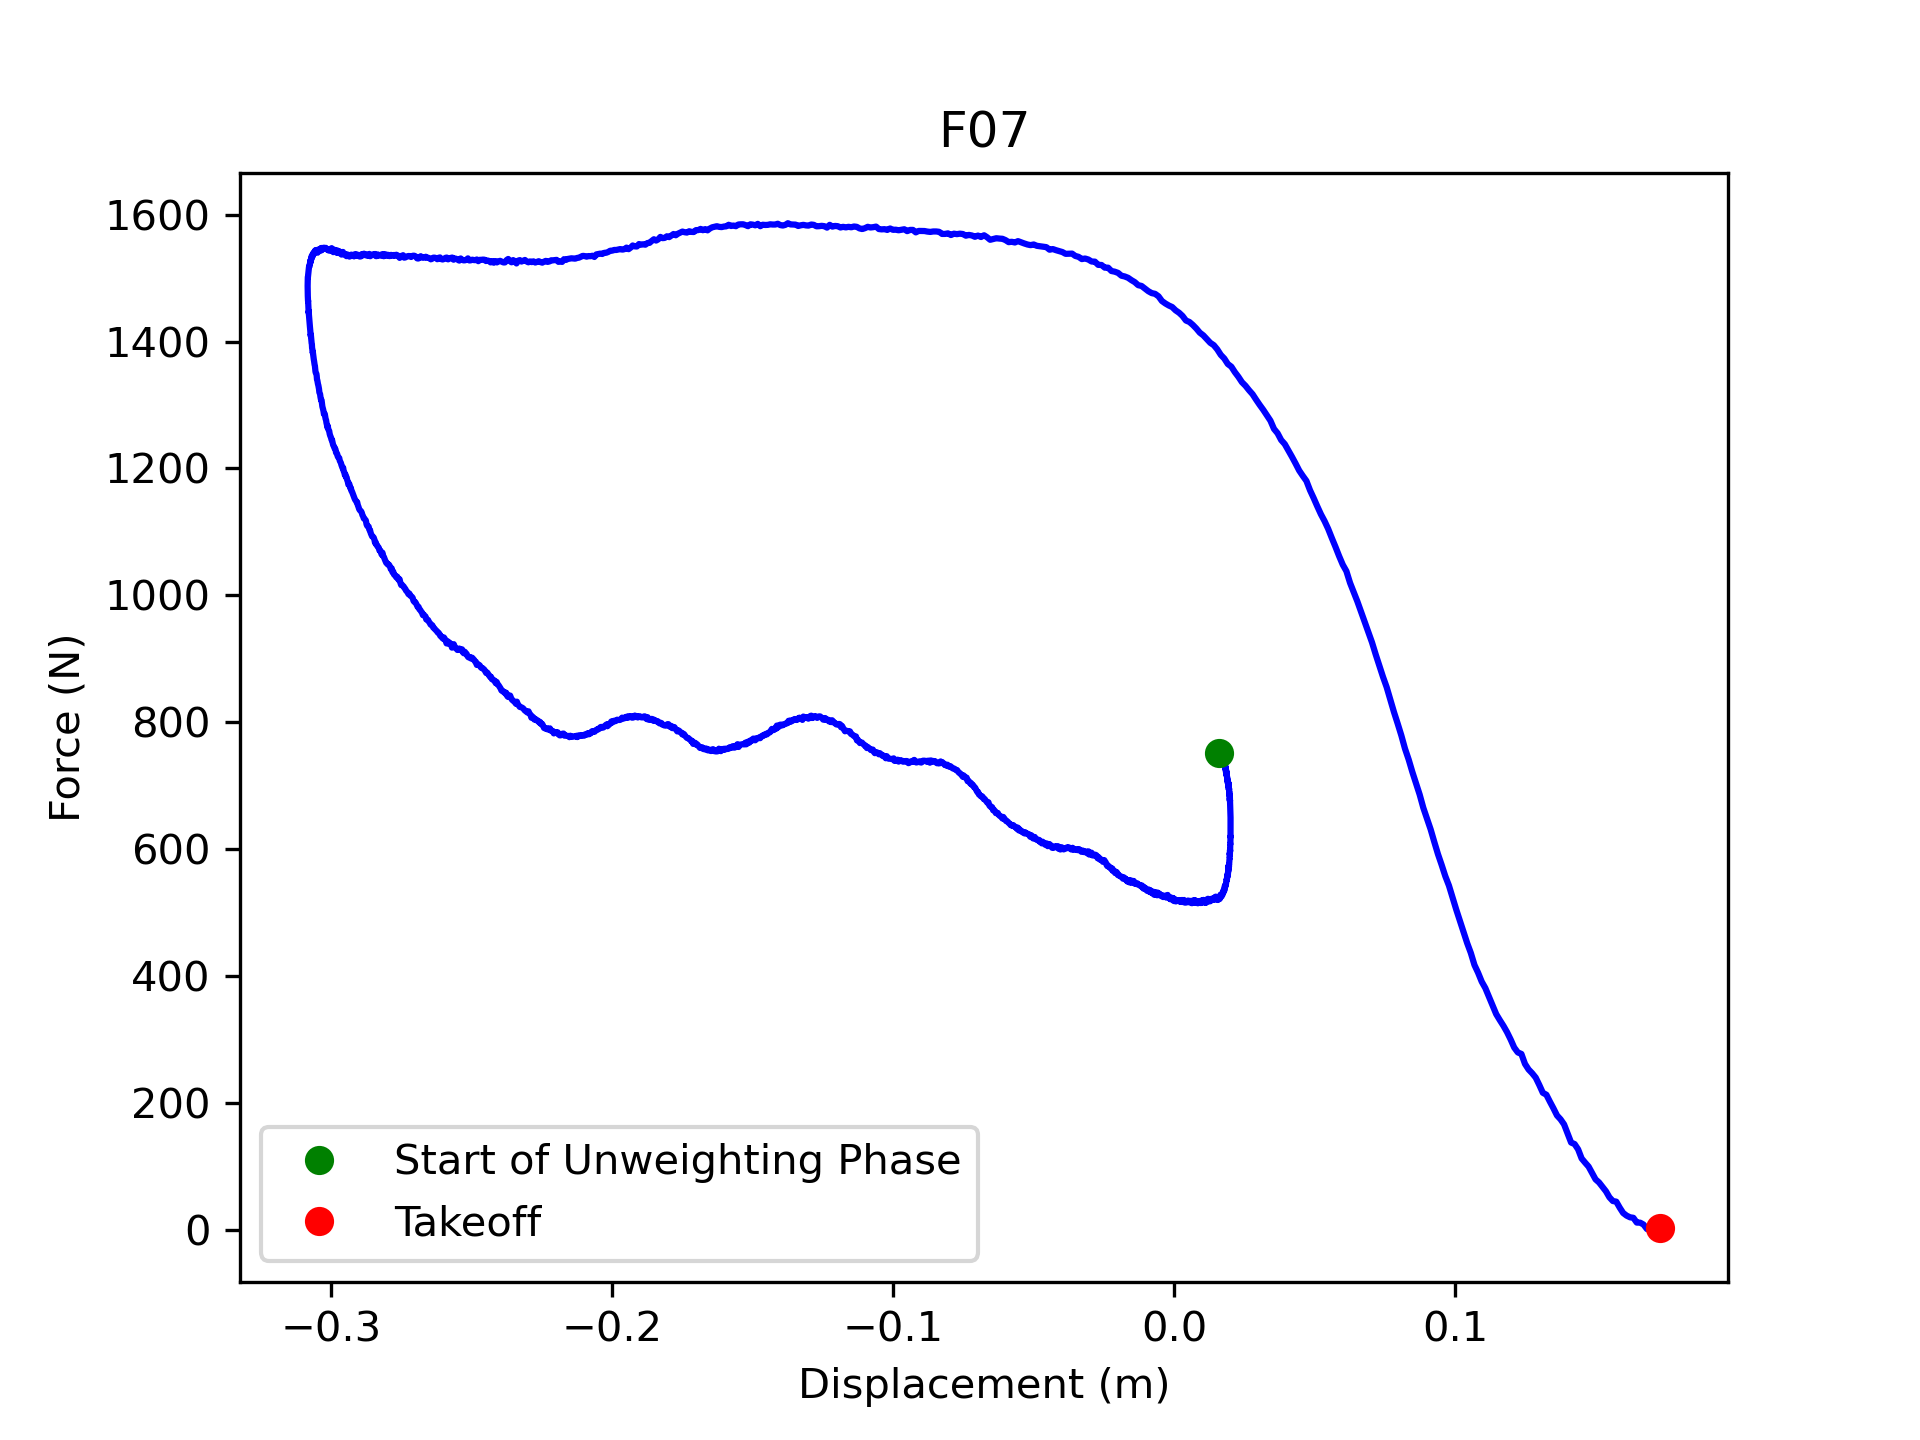 F07
1600
1400
1200
1000
800
600
400
200
0
Force (N)
Start of Unweighting Phase
Takeoff
−0.3 −0.2 −0.1 0.0 0.1
Displacement (m)